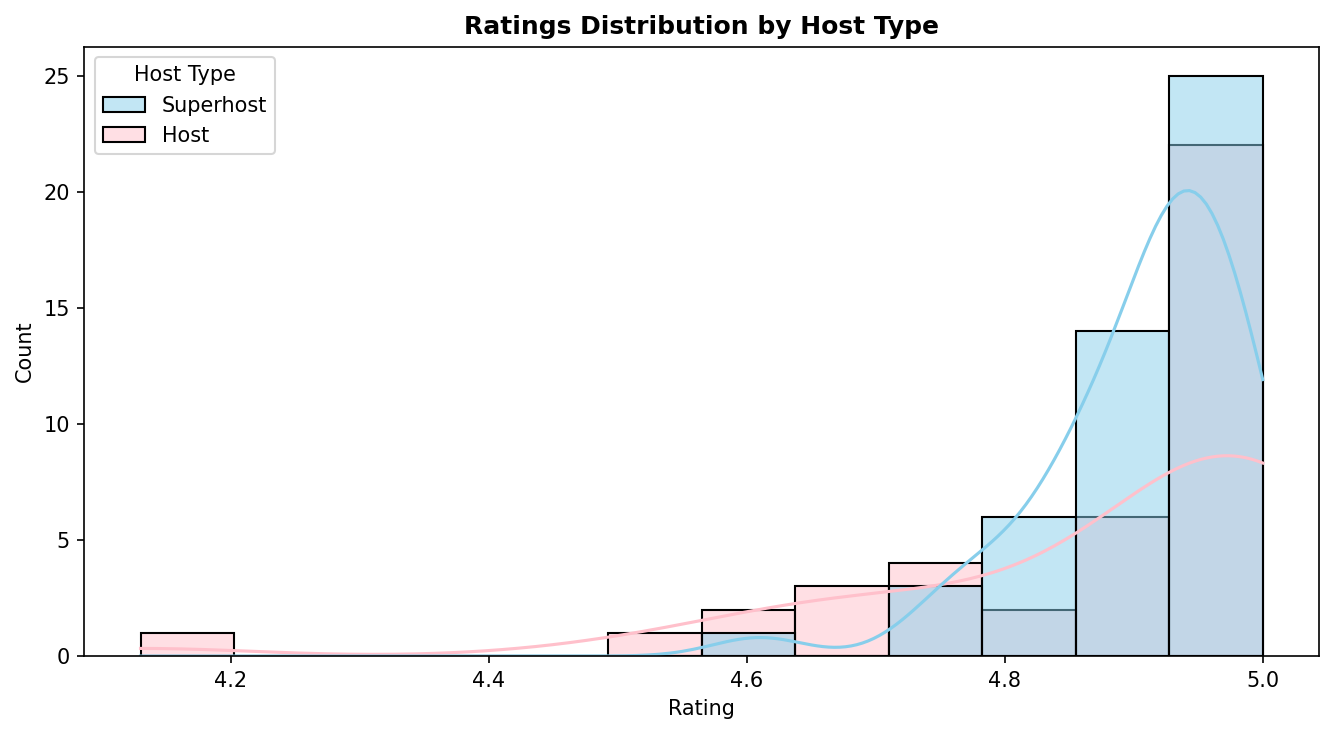 Ratings Distribution by Host Type
Host Type
Superhost
Host
25
20
15
10
5
0
Count
4.2
4.4
4.6
4.8
5.0
Rating